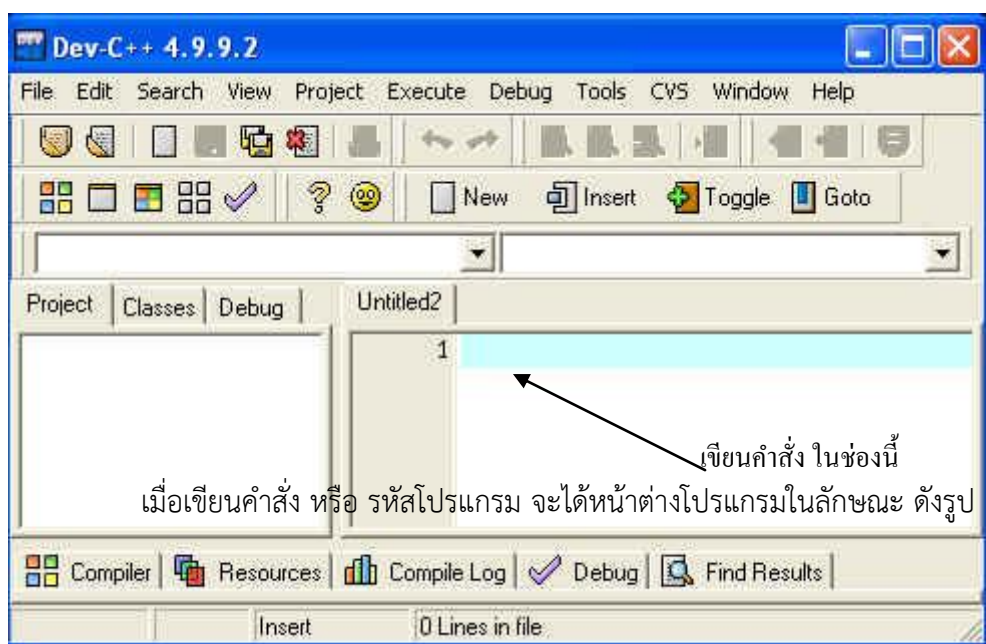 Dev-C++ 4.9.9.2
File Edit Search View Project Execute Debug Tools CVS Window Help
New Insert Toggle Goto
Project Classes Debug Untitled2
1
เขียนคำสั่ง ในช่องนี้
เมื่อเขียนคำสั่ง หรือ รหัสโปรแกรม จะได้หน้าต่างโปรแกรมในลักษณะ ดังรูป
Compiler Resources Compile Log Debug Find Results
Insert 0 Lines in file